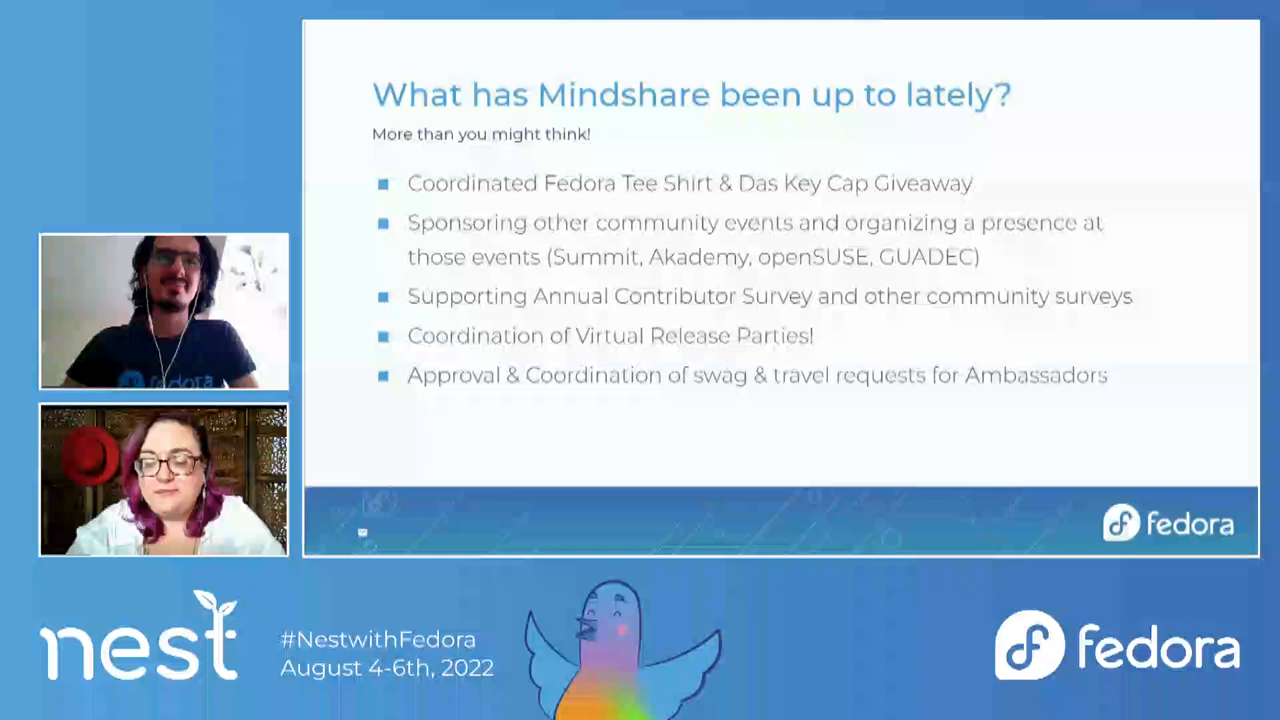 What has Mindshare been up to lately?
More than you might think!
Coordinated Fedora Tee Shirt & Das Key Cap Giveaway
Sponsoring other community events and organizing a presence at
those events (Summit, Akademy, openSUSE, GUADEC)
Supporting Annual Contributor Survey and other community surveys
Coordination of Virtual Release Parties!
Approval & Coordination of swag & travel requests for Ambassadors
fedora
fedora
nest
#NestwithFedora
August 4-6th, 2022
fedora